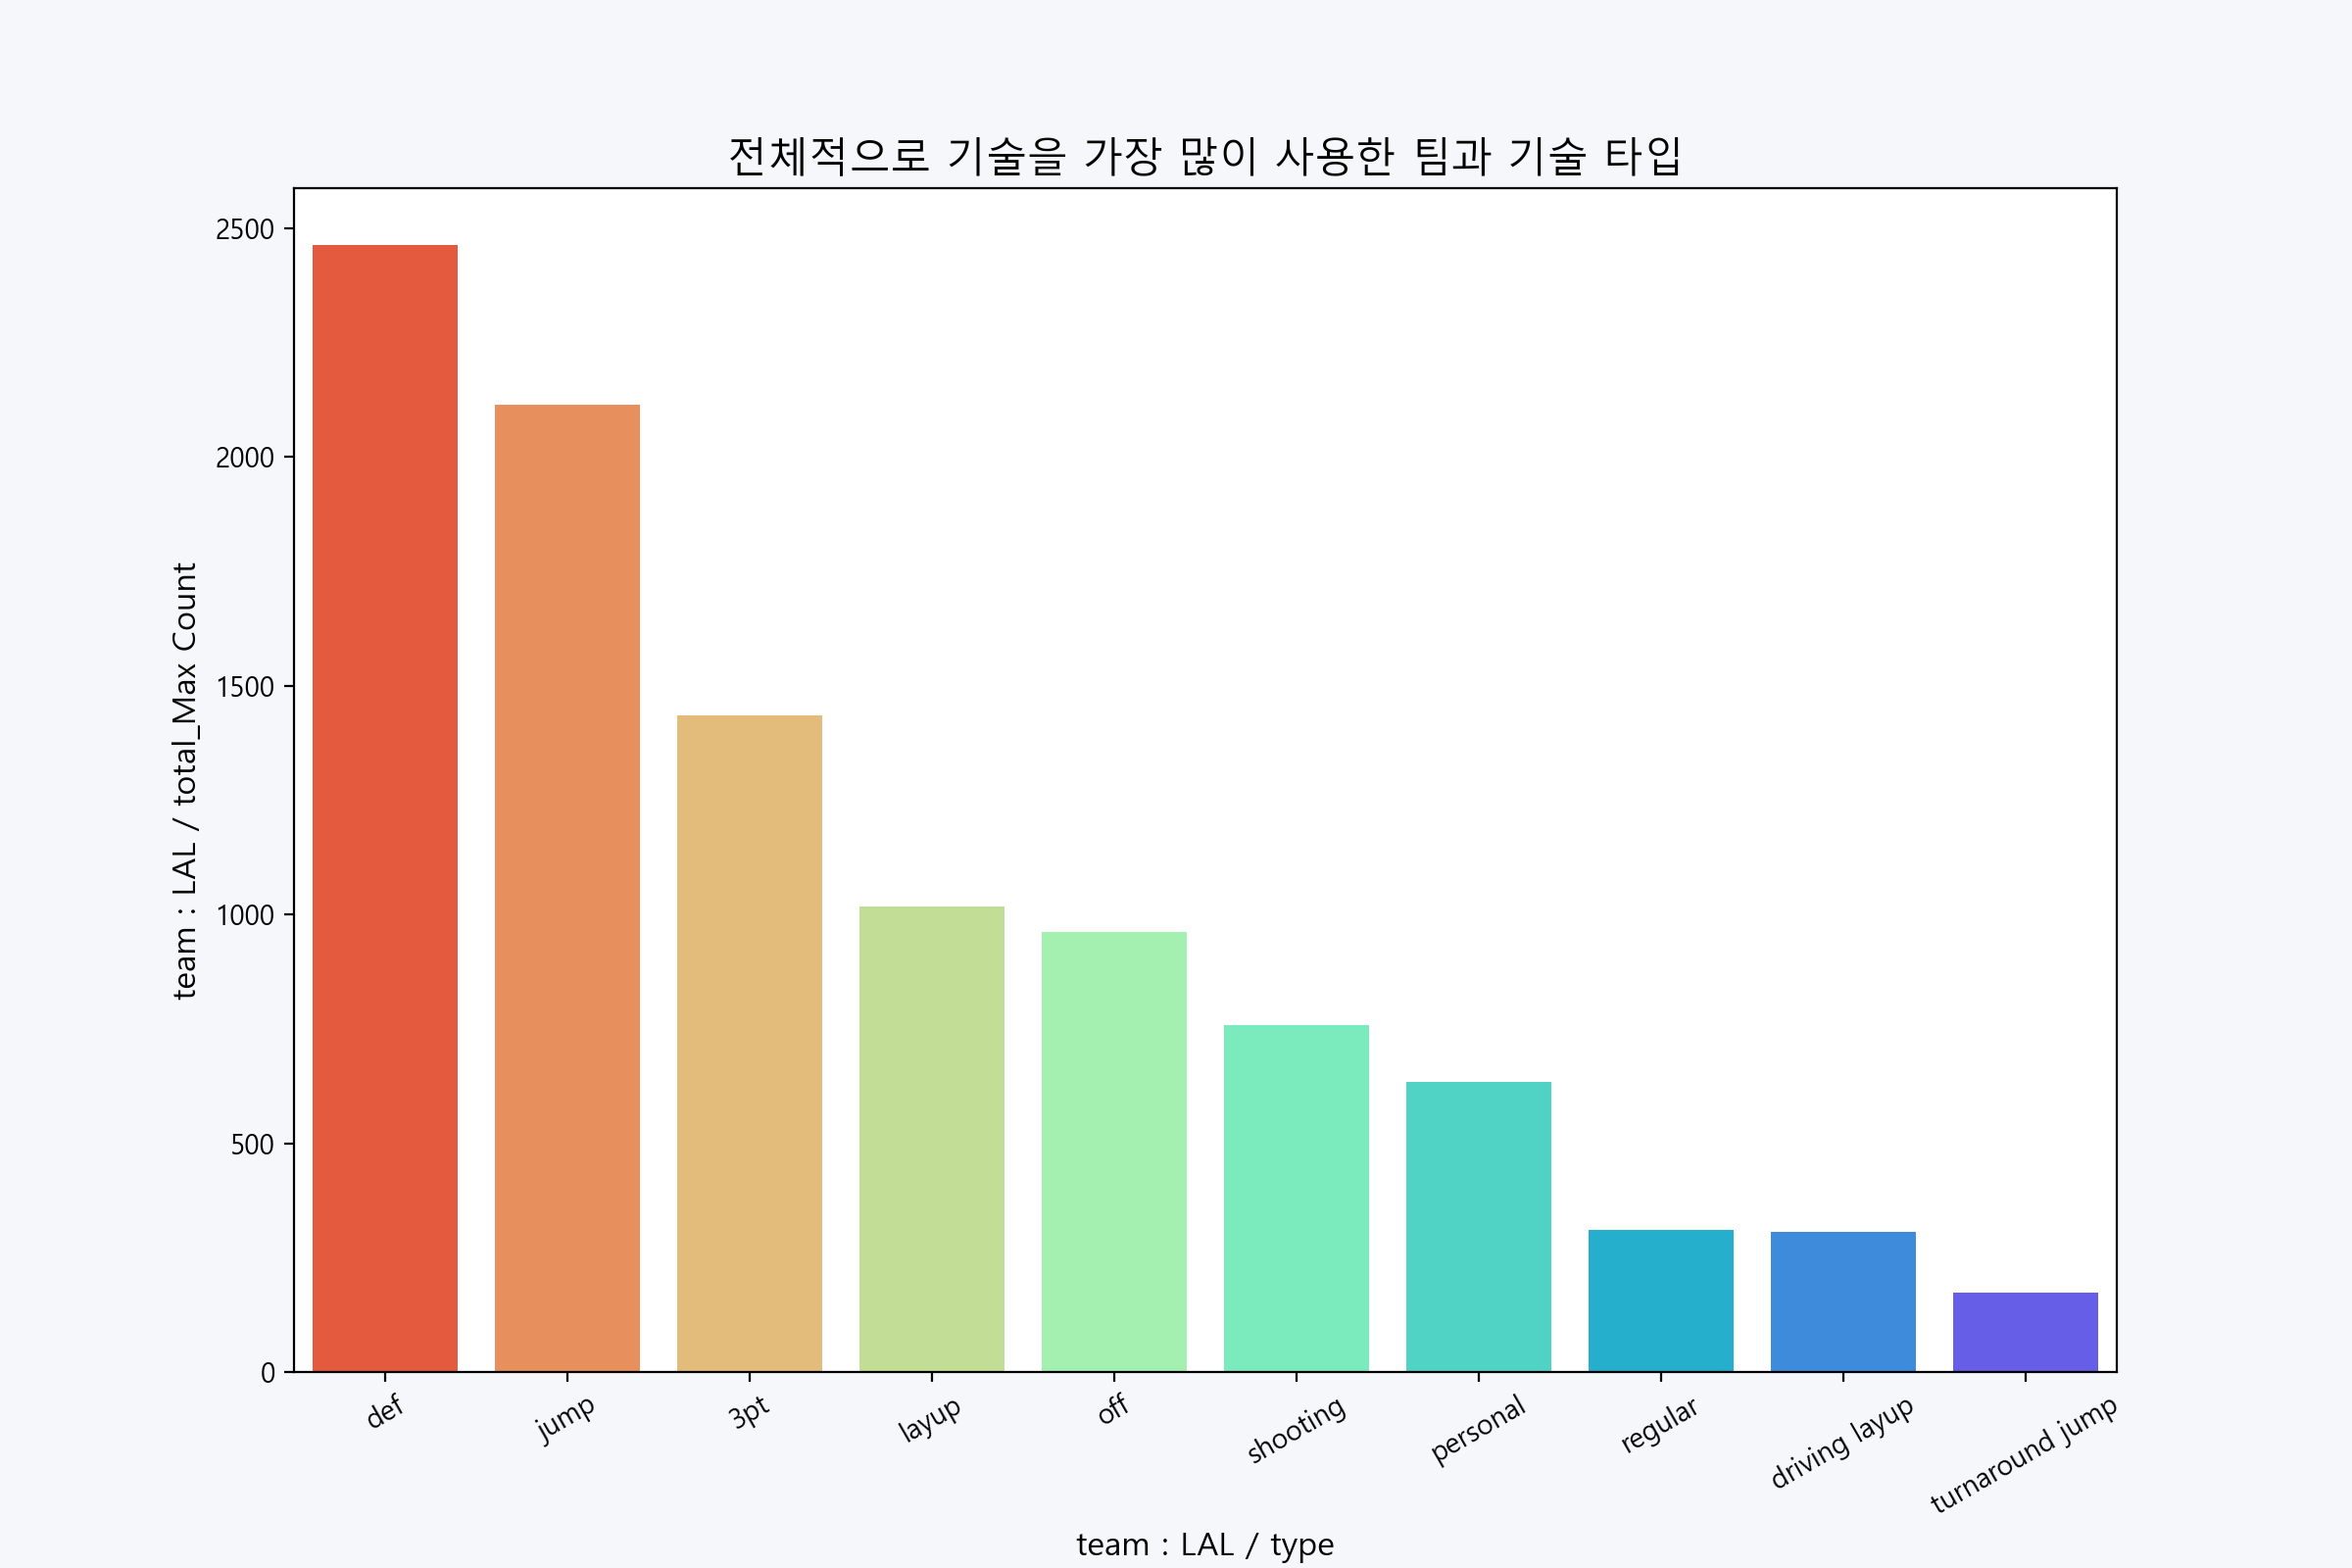 전체적으로 기술을 가장 많이 사용한 팀과 기술 타입
team : LAL / total_Max Count
2500
2000
1500
1000
500
0
def
jump
3pt
layup
off
shooting
personal
regular
driving layup
turnaround jump
team : LAL / type